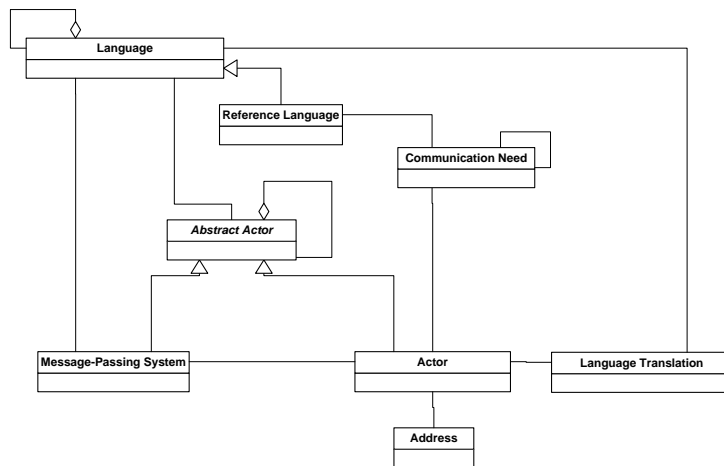 Language
Reference Language
Communication Need
Abstract Actor
Message-Passing System
Actor
Language Translation
Address